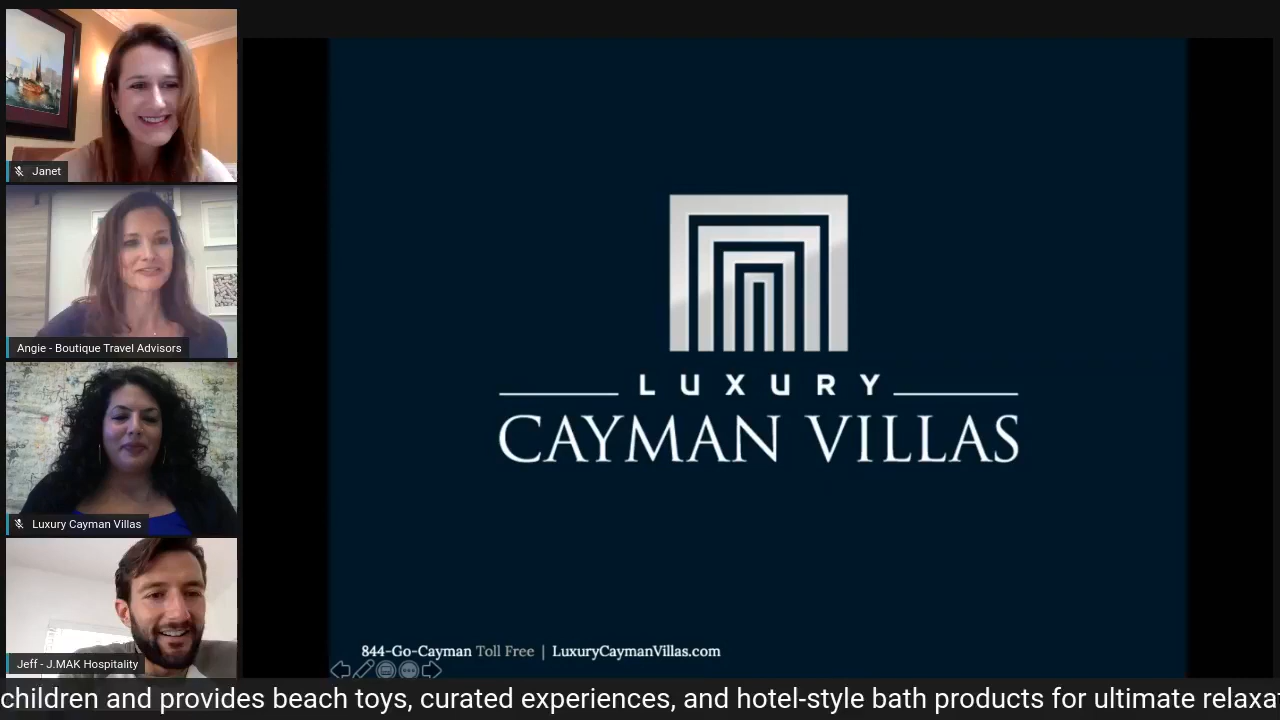 Janet
Angie - Boutique Travel Advisors
Luxury Cayman Villas
Jeff - J.MAK Hospitality
LUXURY
CAYMAN VILLAS
844-Go-Cayman Toll Free | LuxuryCaymanVillas.com
children and provides beach toys, curated experiences, and hotel-style bath products for ultimate relaxa